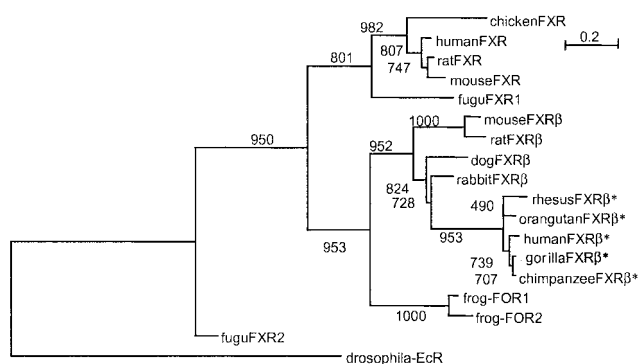 chickenFXR
982
humanFXR
0.2
807
ratFXR
801
747
mouseFXR
fuguFXR1
mouseFXRβ
1000
950
952
ratFXRβ
dogFXRβ
rabbitFXRβ
824
728
rhesusFXRβ*
490
orangutanFXRβ*
953
953
humanFXRβ*
gorillaFXRβ*
739
707
chimpanzeeFXRβ*
frog-FOR1
1000
frog-FOR2
fuguFXR2
drosophila-EcR